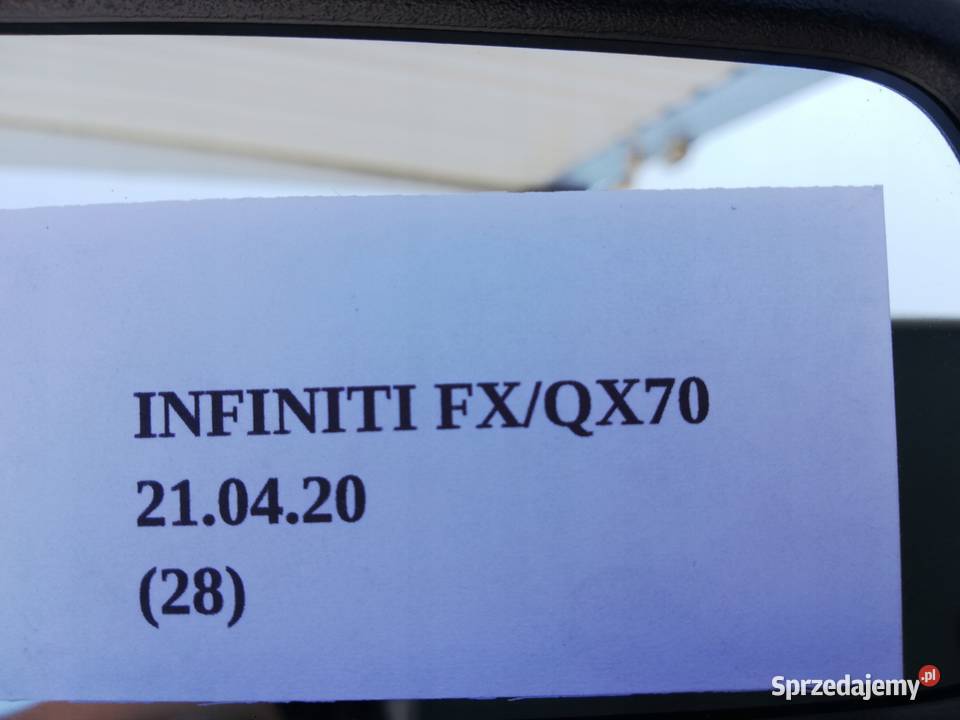 INFINITI FX/QX70
21.04.20
(28)
Sprzedajemy.pl